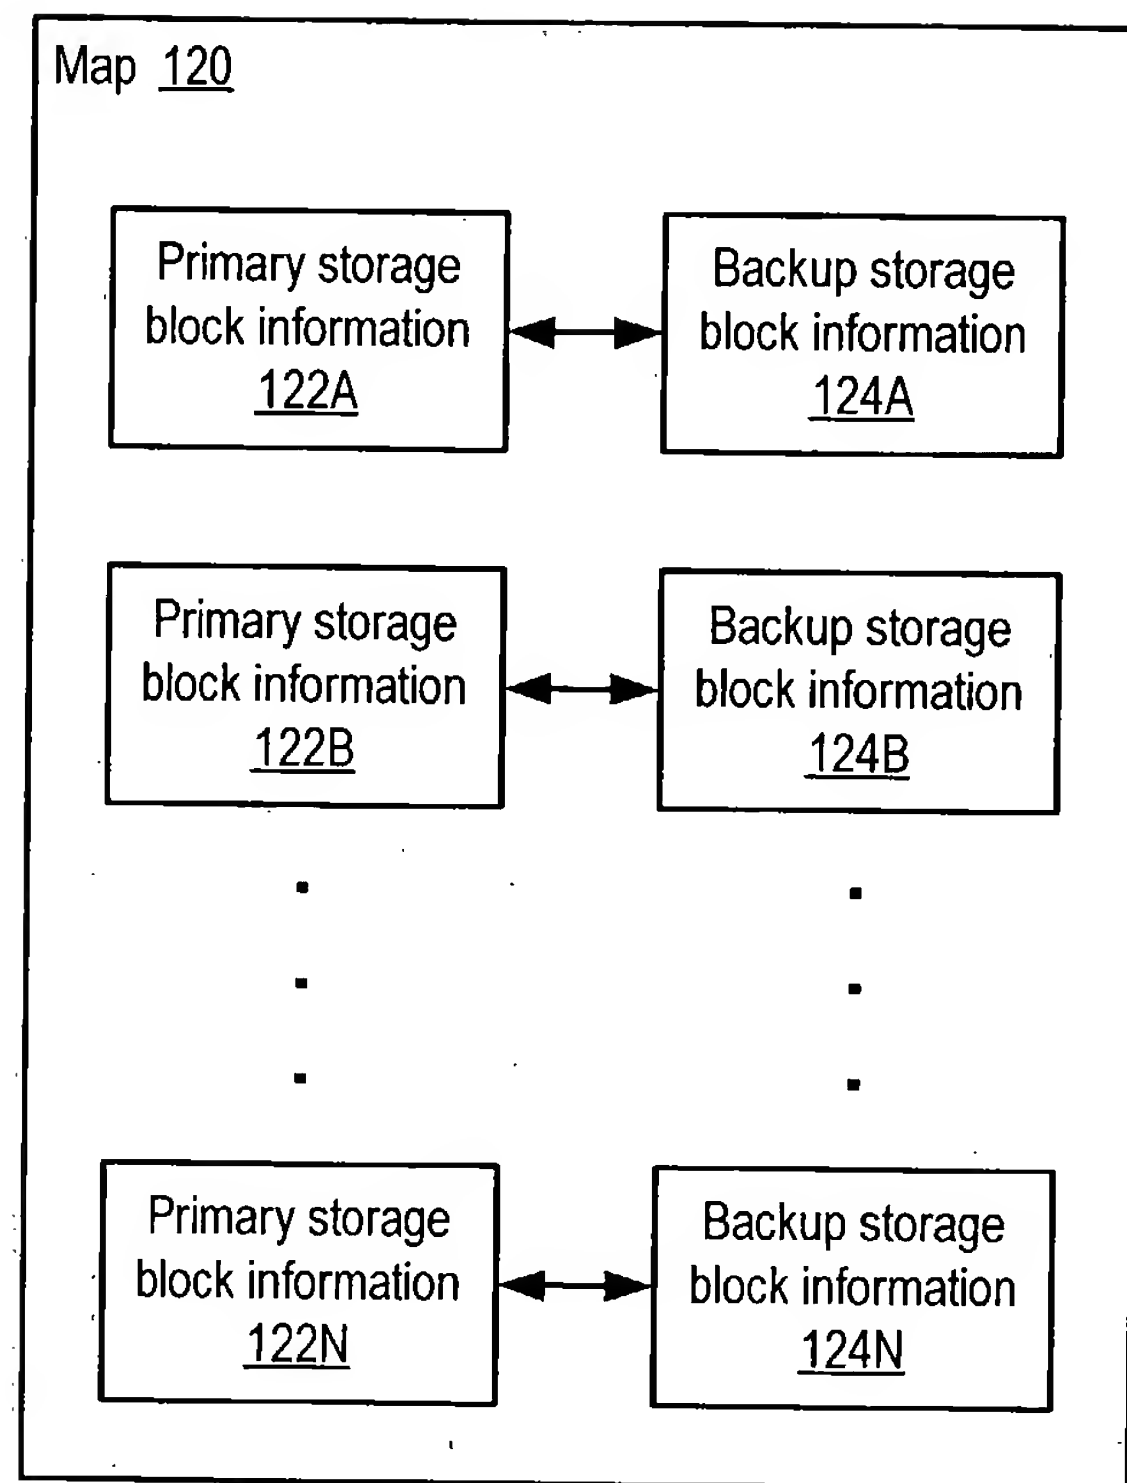 Map 120
Primary storage
block information
122A
Backup storage
block information
124A
Primary storage
block information
122B
Backup storage
block information
124B
Primary storage
block information
122N
Backup storage
block information
124N